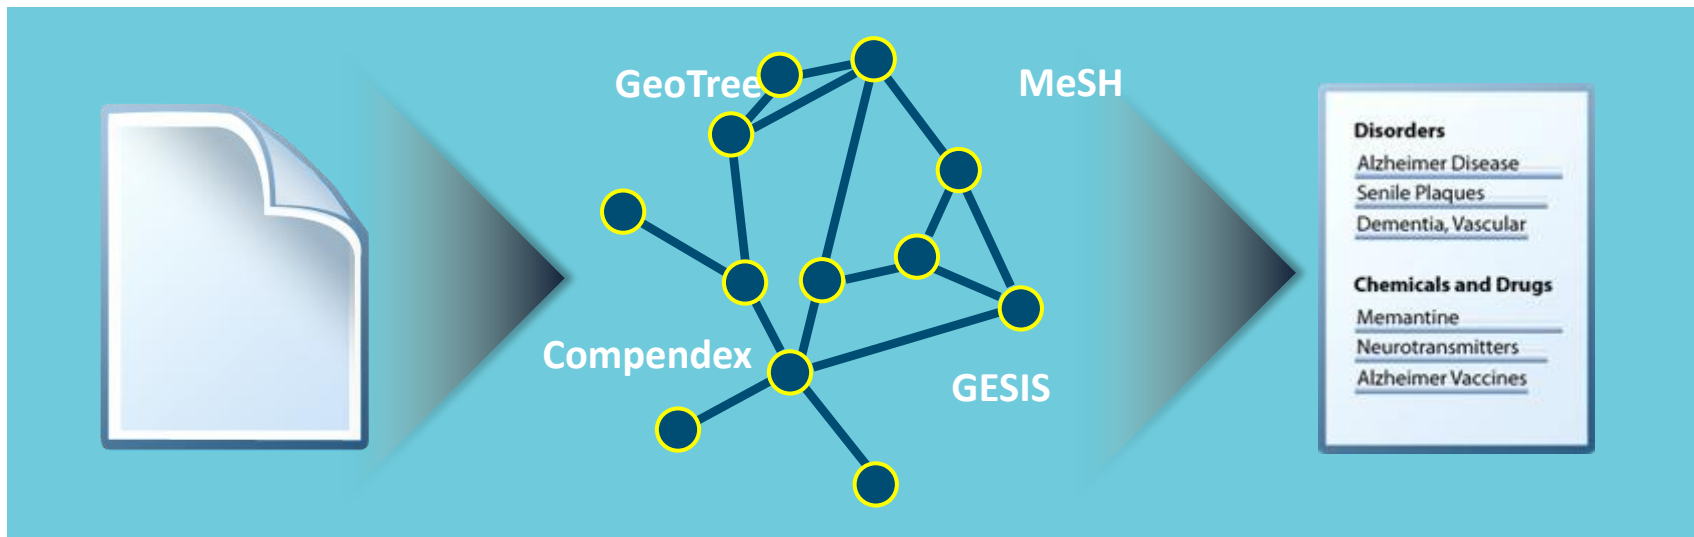 GeoTree
MeSH
Compendex
GESIS
Disorders
Alzheimer Disease
Senile Plaques
Dementia, Vascular
Chemicals and Drugs
Memantine
Neurotransmitters
Alzheimer Vaccines